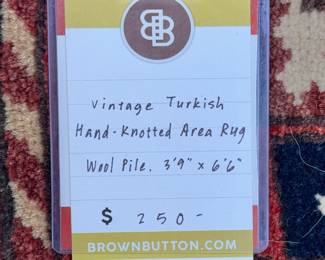 Vintage Turkish
Hand-Knotted Area Rug
Wool Pile. 3'9" x 6'6"
$ 250-
BROWNBUTTON.COM